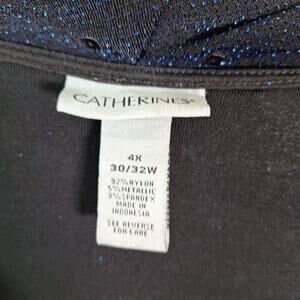 CATHERINES®
4X
30/32W
92%NYLON
5%METALLIC
3%SPANDEX
MADE IN
INDONESIA
SEE REVERSE
FOR CARE